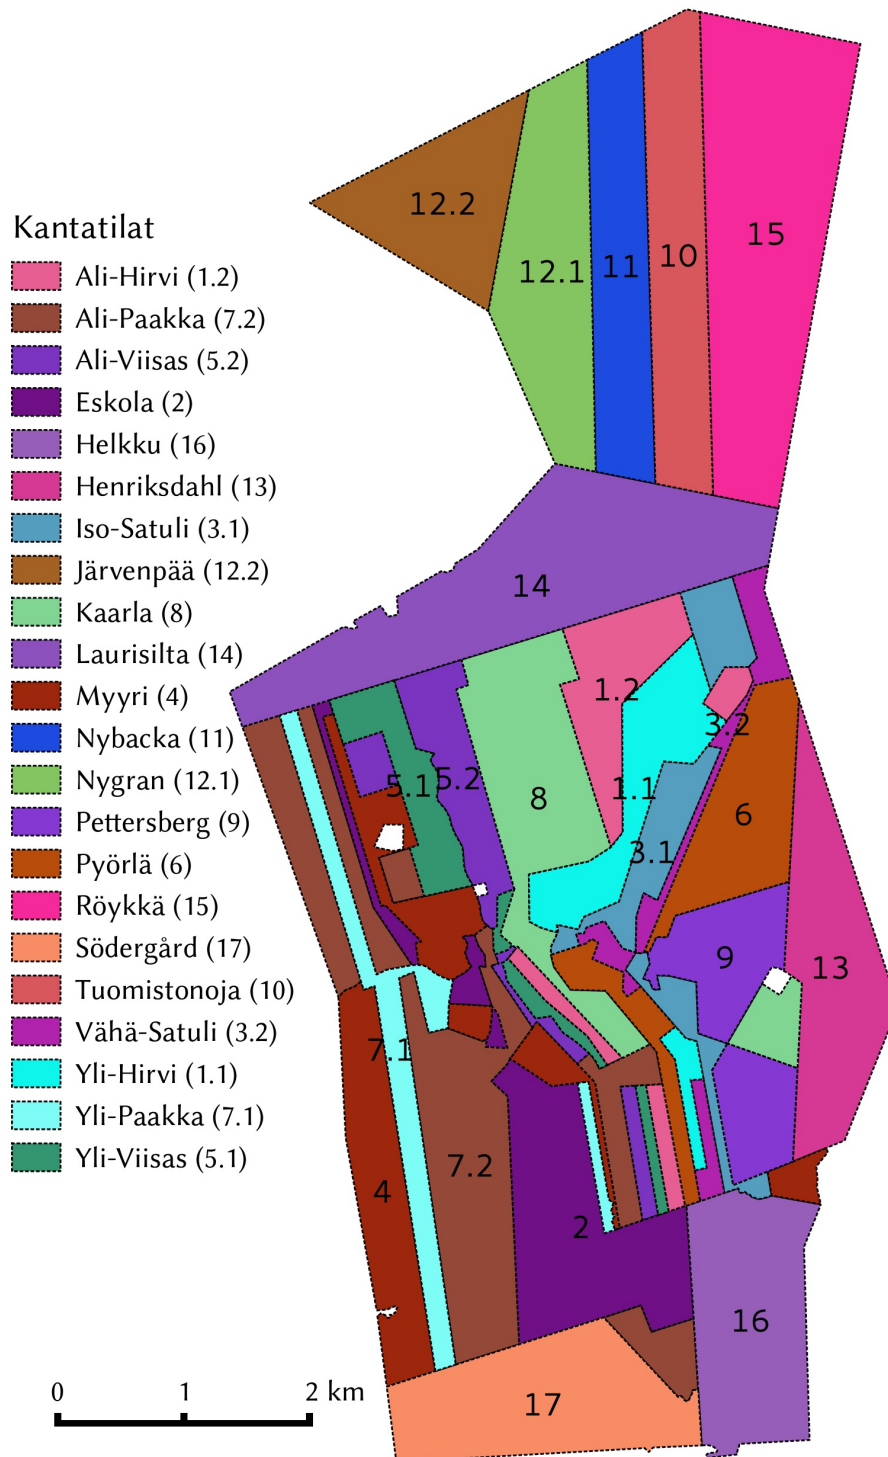 12.2
15
10
11
12.1
Kantatilat
Ali-Hirvi (1.2)
Ali-Paakka (7.2)
Ali-Viisas (5.2)
Eskola (2)
Helkku (16)
Henriksdahl (13)
Iso-Satuli (3.1)
Järvenpää (12.2)
Kaarla (8)
Laurisilta (14)
Myyri (4)
Nybacka (11)
Nygran (12.1)
Pettersberg (9)
Pyörlä (6)
Röykkä (15)
Södergård (17)
Tuomistonoja (10)
Vähä-Satuli (3.2)
Yli-Hirvi (1.1)
Yli-Paakka (7.1)
Yli-Viisas (5.1)
14
1.2
3.2
5.1
5.2
8
1.1
6
3.1
9
13
7.1
7.2
4
2
16
17
0 1 2 km